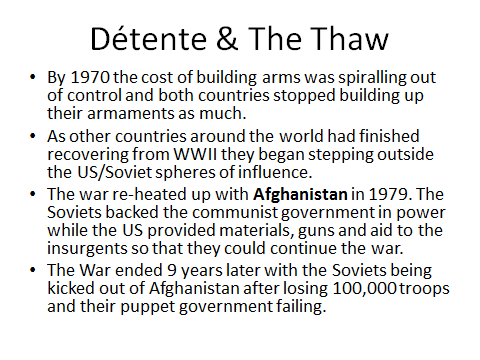 Détente & The Thaw
• By 1970 the cost of building arms was spiralling out
of control and both countries stopped building up
their armaments as much.
• As other countries around the world had finished
recovering from WWII they began stepping outside
the US/Soviet spheres of influence.
• The war re-heated up with Afghanistan in 1979. The
Soviets backed the communist government in power
while the US provided materials, guns and aid to the
insurgents so that they could continue the war.
• The War ended 9 years later with the Soviets being
kicked out of Afghanistan after losing 100,000 troops
and their puppet government failing.